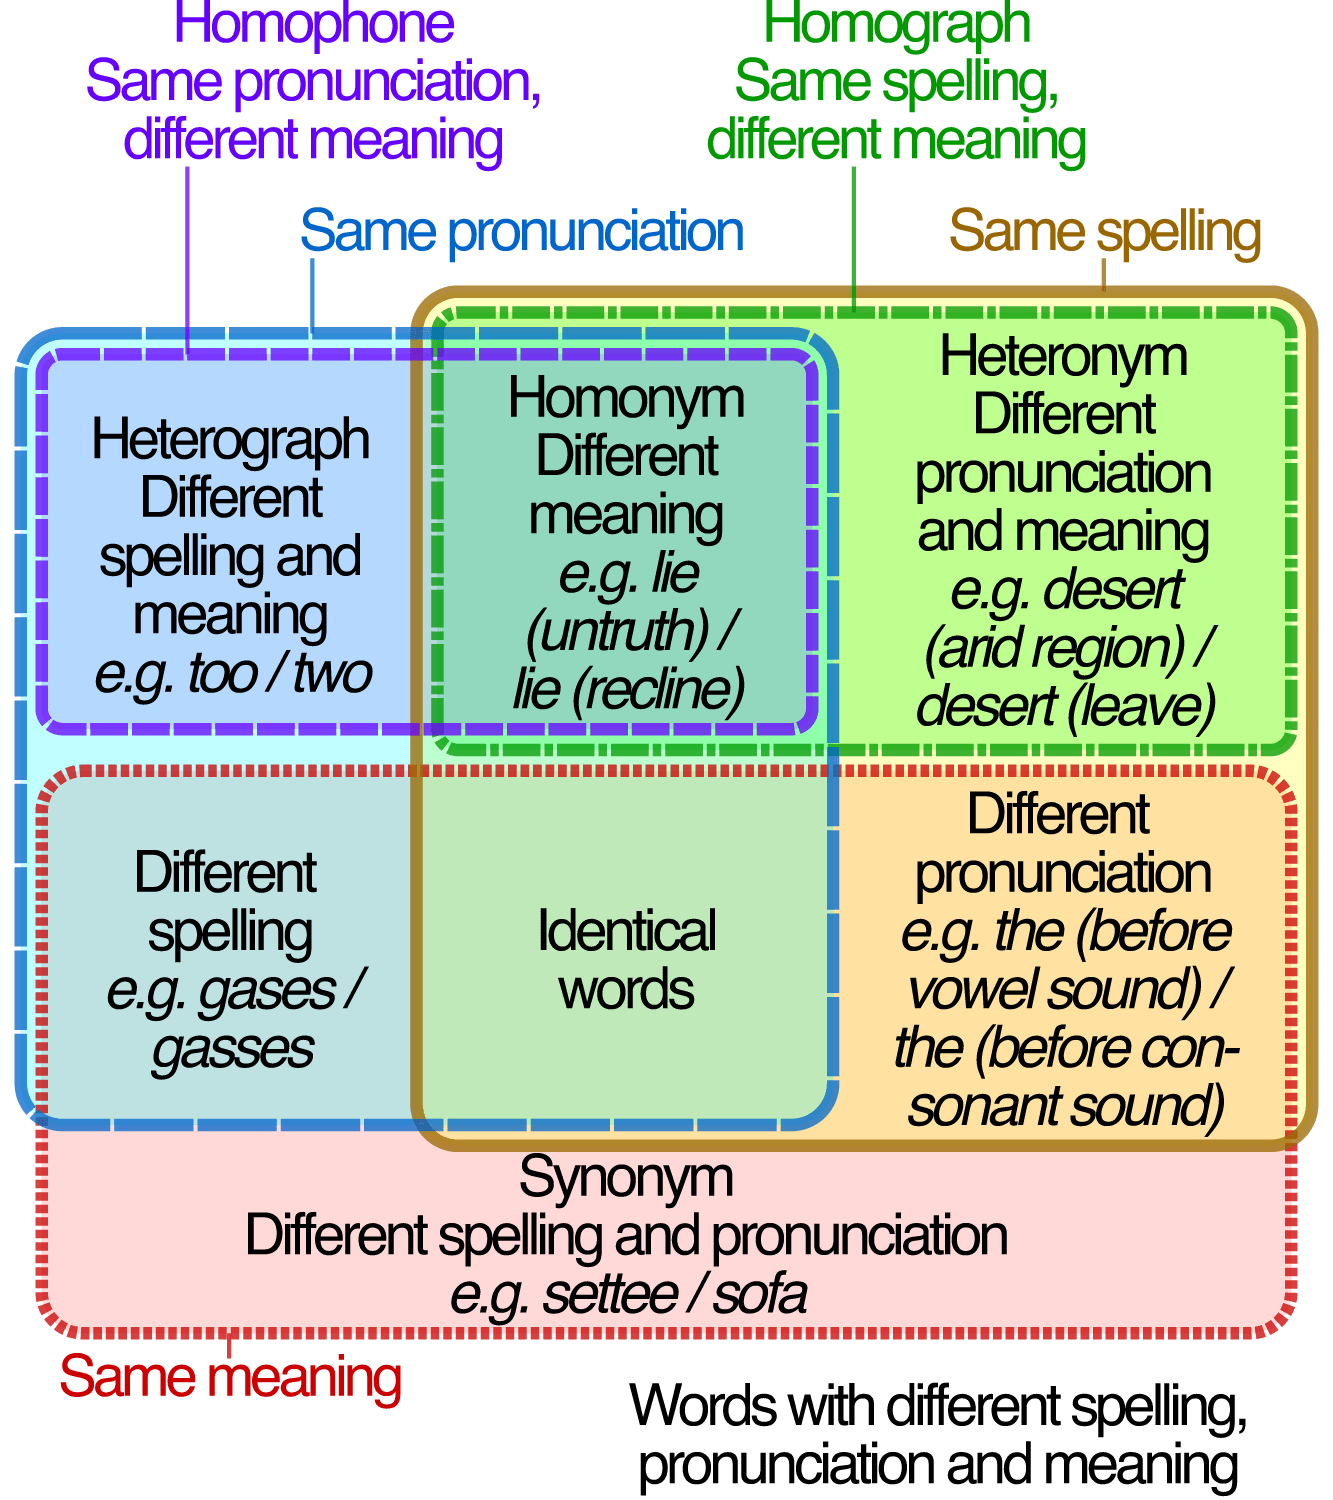 Homophone
Same pronunciation,
different meaning
Homograph
Same spelling,
different meaning
Same pronunciation
Same spelling
Heterograph
Different
spelling and
meaning
e.g. too / two
Homonym
Different
meaning
e.g. lie
(untruth) /
lie (recline)
Heteronym
Different
pronunciation
and meaning
e.g. desert
(arid region) /
desert (leave)
Different
spelling
e.g. gases /
gasses
Identical
words
Different
pronunciation
e.g. the (before
vowel sound) /
the (before con-
sonant sound)
Synonym
Different spelling and pronunciation
e.g. settee / sofa
Same meaning
Words with different spelling,
pronunciation and meaning